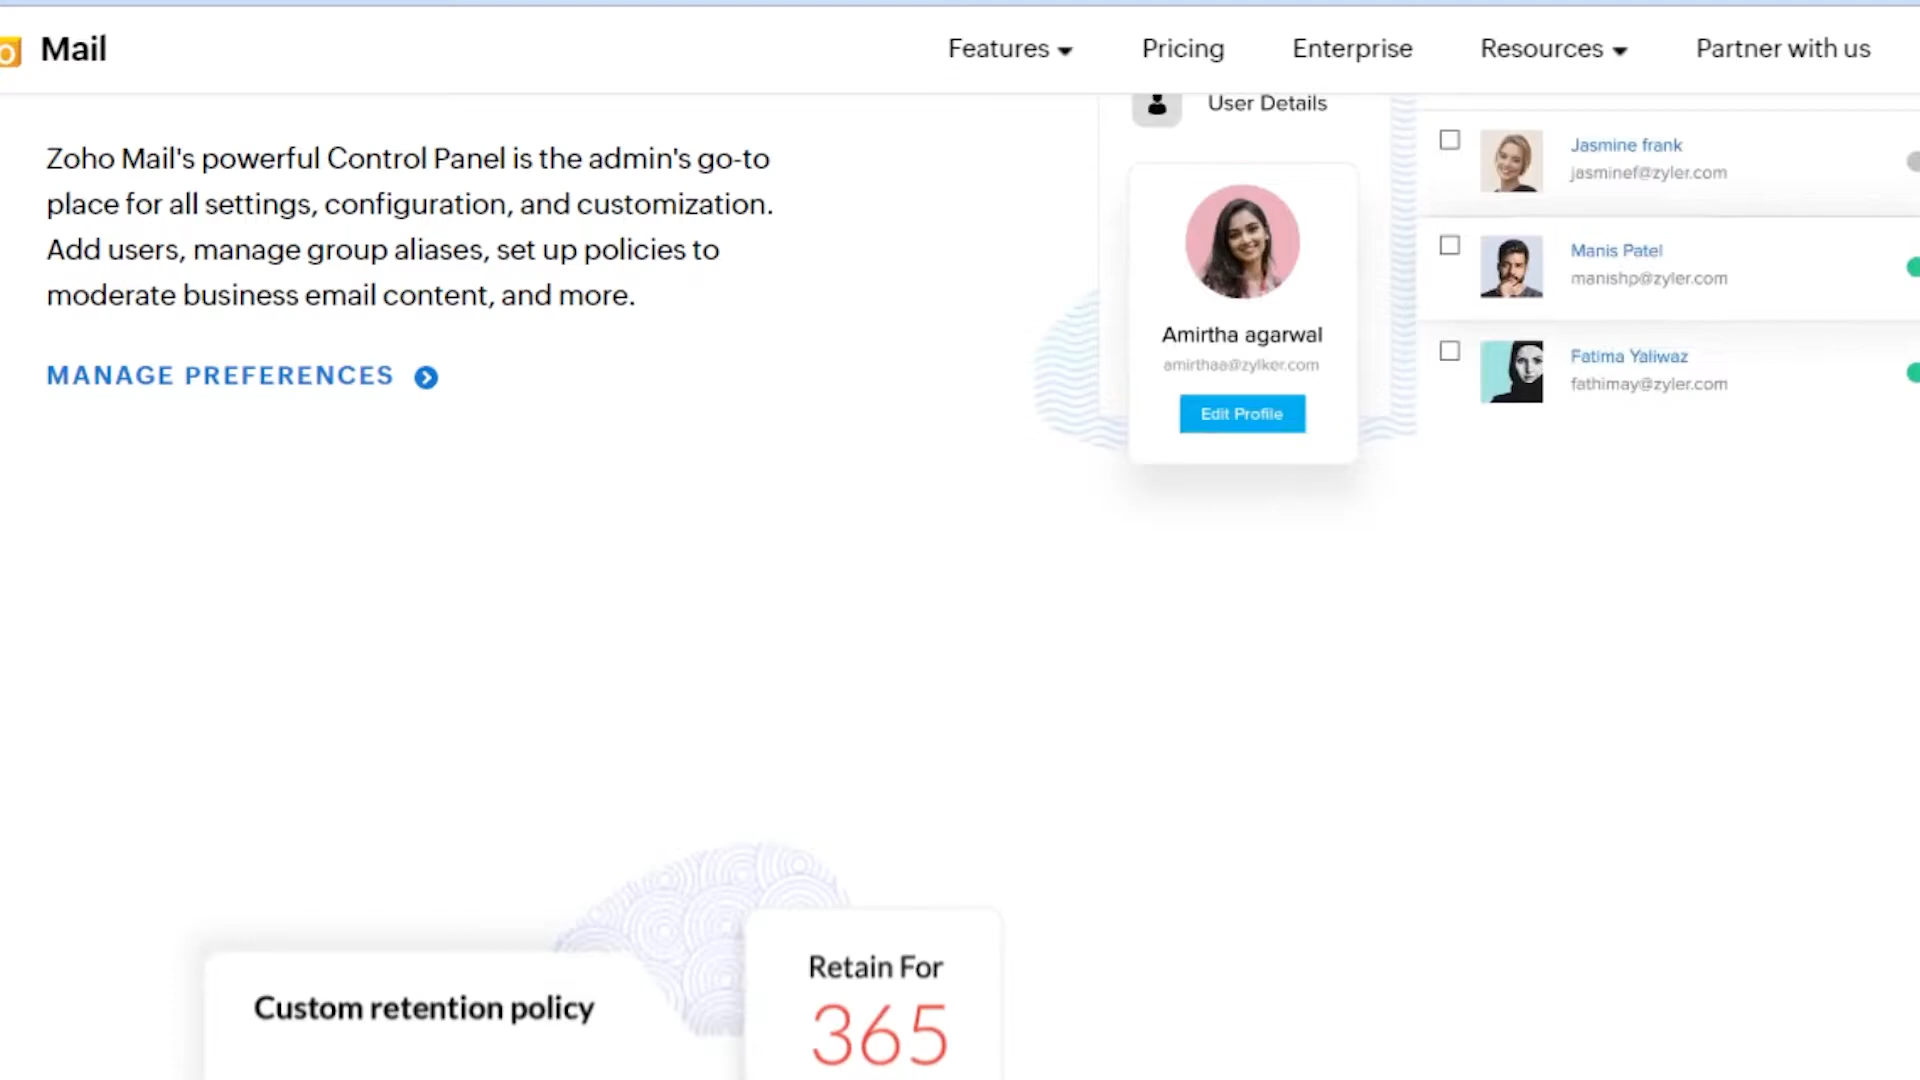 Mail
Features
Pricing
Enterprise
Resources
Partner with us
Zoho Mail's powerful Control Panel is the admin's go-to
place for all settings, configuration, and customization.
Add users, manage group aliases, set up policies to
moderate business email content, and more.
MANAGE PREFERENCES
User Details
Amirtha agarwal
amirthaa@zylker.com
Edit Profile
Jasmine frank
jasminef@zyler.com
Manis Patel
manishp@zyler.com
Fatima Yaliwaz
fathimay@zyler.com
Custom retention policy
Retain For
365